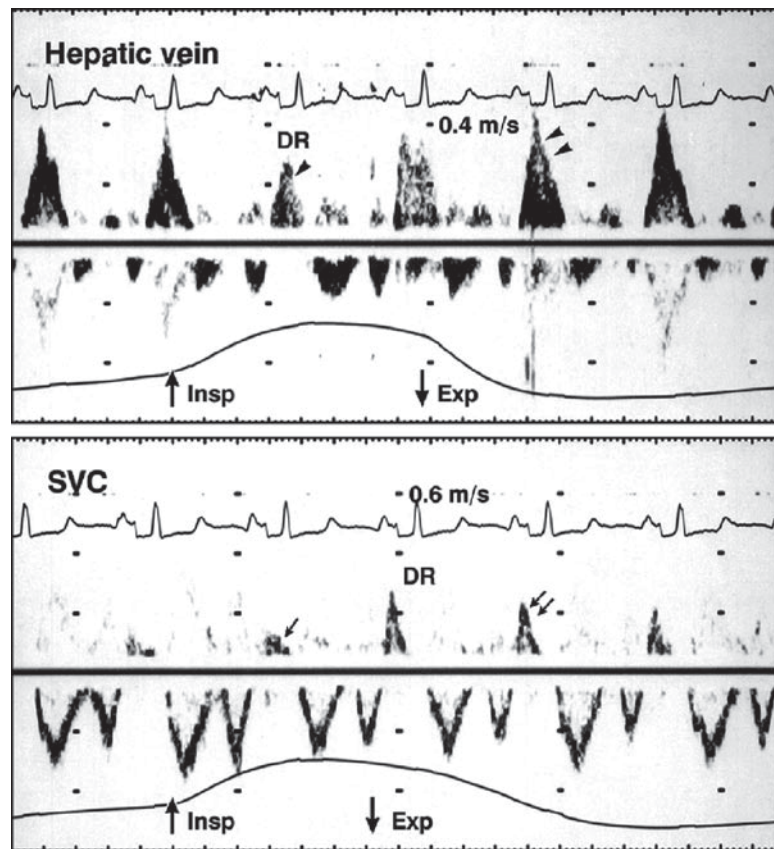 Hepatic vein
0.4 m/s
DR
Insp
Exp
SVC
0.6 m/s
DR
Insp
Exp